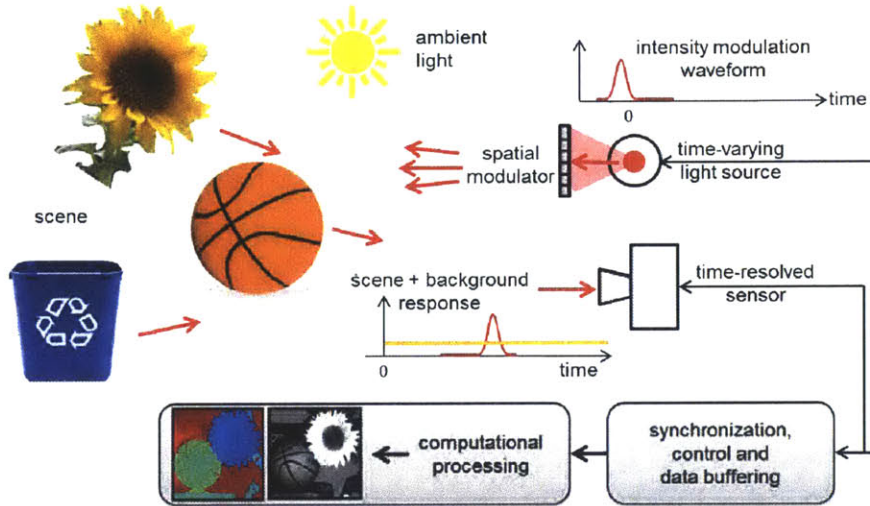 ambient
light
intensity modulation
waveform
time
0
spatial
modulator
time-varying
light source
scene
scene + background
response
time-resolved
sensor
0
time
computational
processing
synchronization,
control and
data buffering